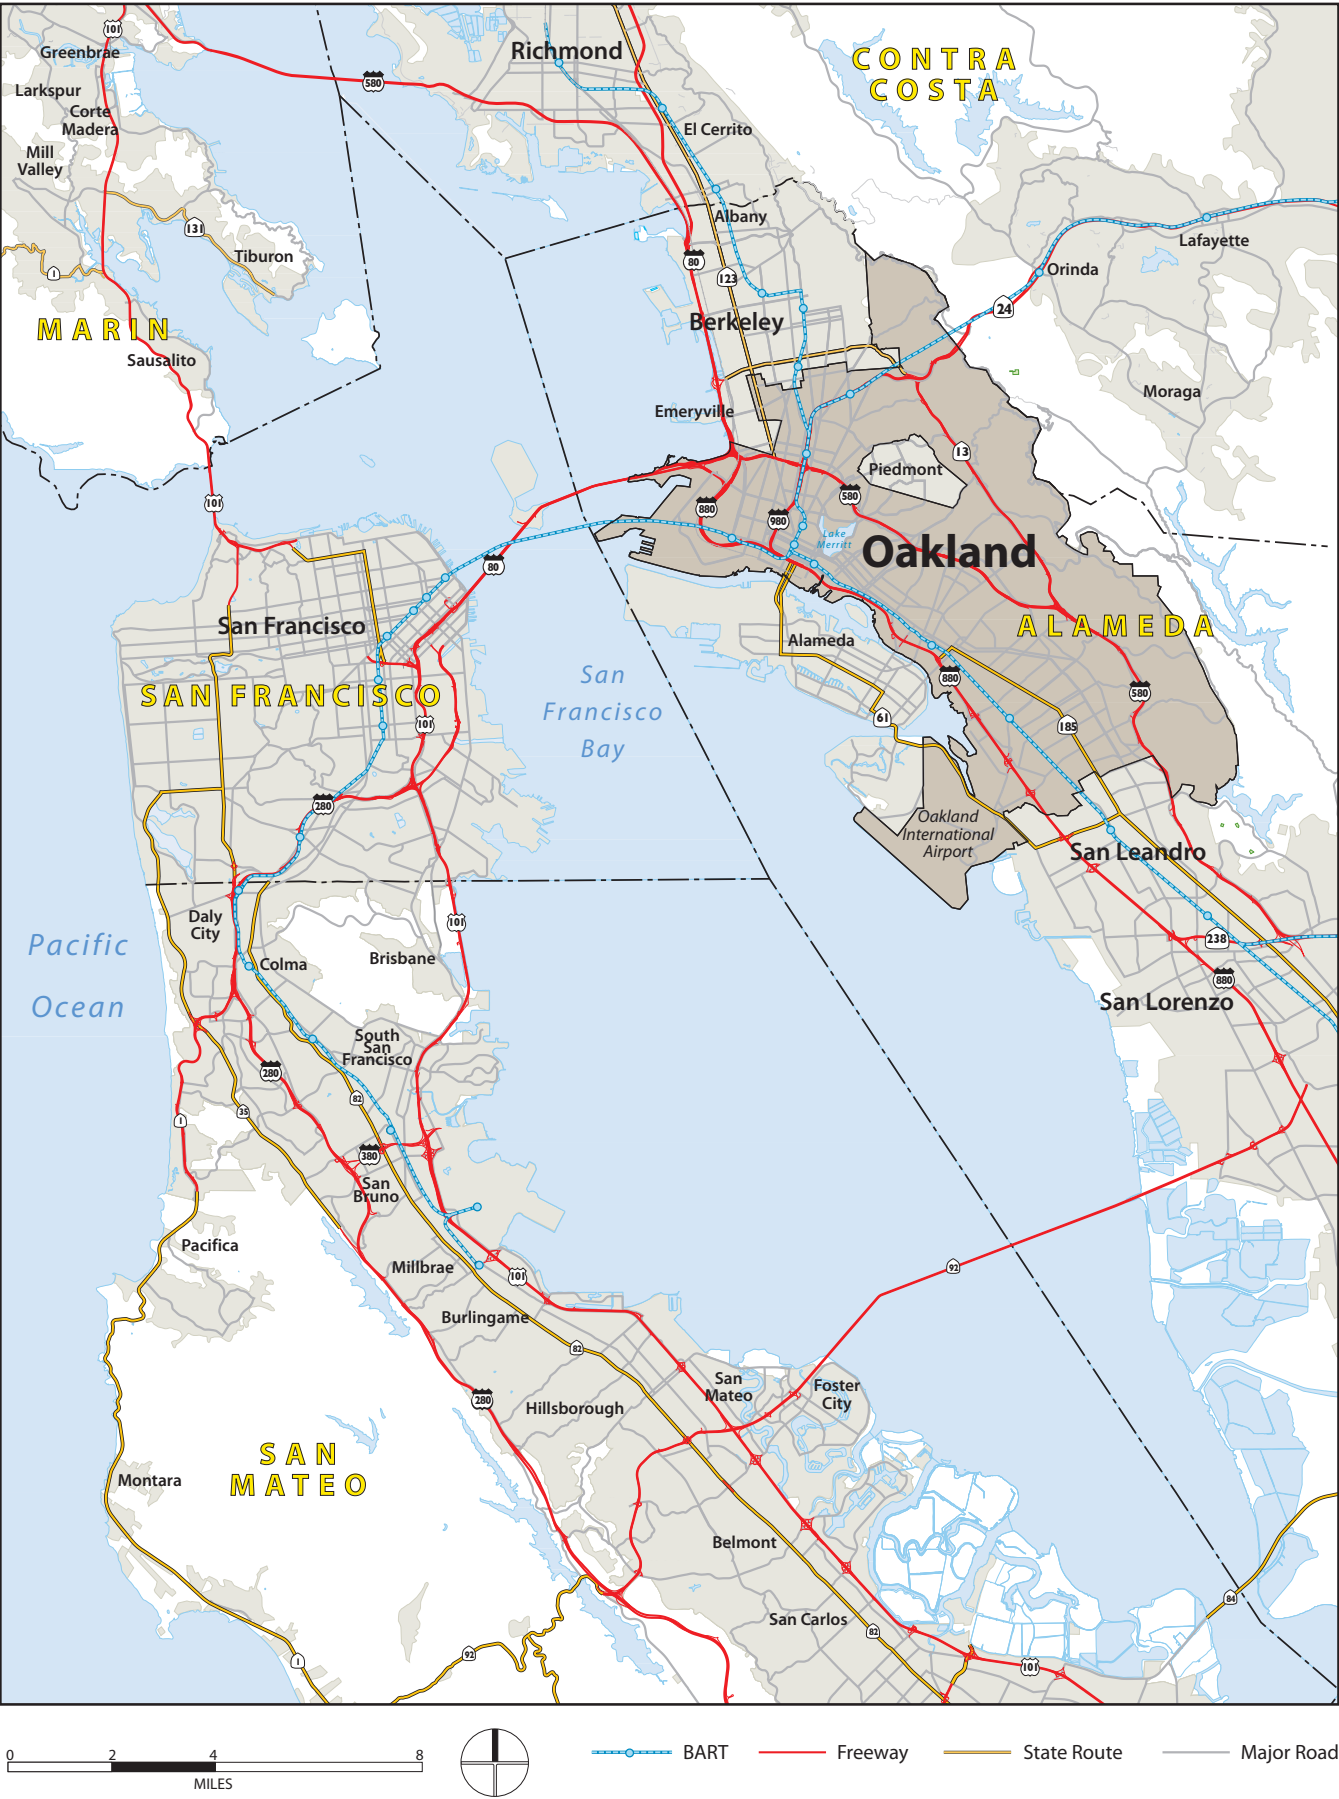 101
Greenbrae
Richmond
CONTRA
COSTA
580
Larkspur
Corte
Madera
El Cerrito
Mill
Valley
Albany
131
Tiburon
Lafayette
80
123
Orinda
1
24
MARIN
Berkeley
Sausalito
Moraga
Emeryville
13
Piedmont
580
101
880
980
Lake
Merritt
Oakland
80
San Francisco
ALAMEDA
Alameda
San
Francisco
Bay
880
580
SAN FRANCISCO
101
61
185
280
Oakland
International
Airport
San Leandro
Daly
City
101
238
Pacific
Ocean
Colma
Brisbane
880
San Lorenzo
South
San
Francisco
280
82
35
1
380
San
Bruno
Pacifica
Millbrae
101
92
Burlingame
82
San
Mateo
Foster
City
280
Hillsborough
SAN
MATEO
Montara
Belmont
84
San Carlos
82
92
1
101
0
2
4
8
MILES
BART
Freeway
State Route
Major Road